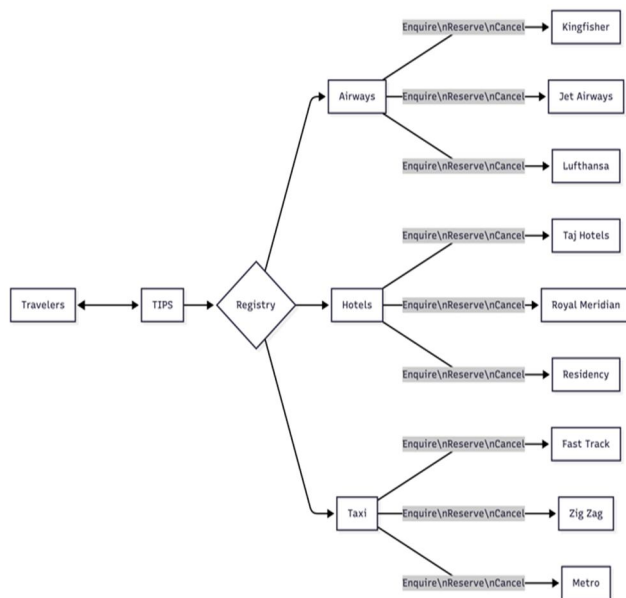 Enquire\nReserve\nCancel
Kingfisher
Airways
Enquire\nReserve\nCancel
Jet Airways
Enquire\nReserve\nCancel
Lufthansa
Enquire\nReserve\nCancel
Taj Hotels
Travelers
TIPS
Registry
Hotels
Enquire\nReserve\nCancel
Royal Meridian
Enquire\nReserve\nCancel
Residency
Enquire\nReserve\nCancel
Fast Track
Taxi
Enquire\nReserve\nCancel
Zig Zag
Enquire\nReserve\nCancel
Metro